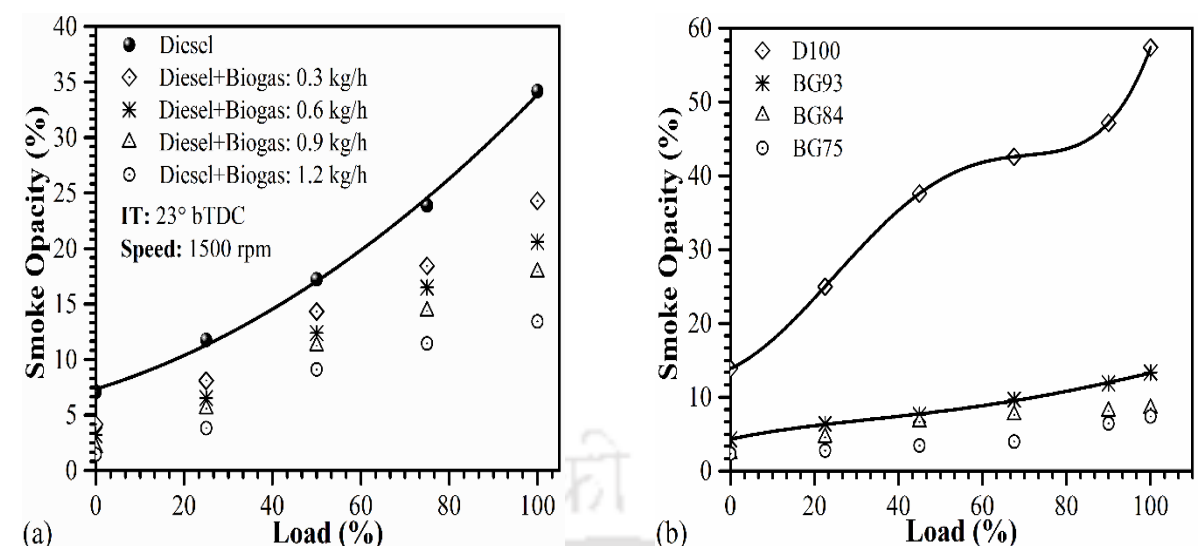 40
35
30
25
20
15
10
5
0
Smoke Opacity (%)
Diesel
Diesel+Biogas: 0.3 kg/h
Diesel+Biogas: 0.6 kg/h
Diesel+Biogas: 0.9 kg/h
Diesel+Biogas: 1.2 kg/h
IT: 23° bTDC
Speed: 1500 rpm
0 20 40 60 80 100
(a) Load (%)
60
50
40
30
20
10
0
Smoke Opacity (%)
D100
BG93
BG84
BG75
0 20 40 60 80 100
(b) Load (%)